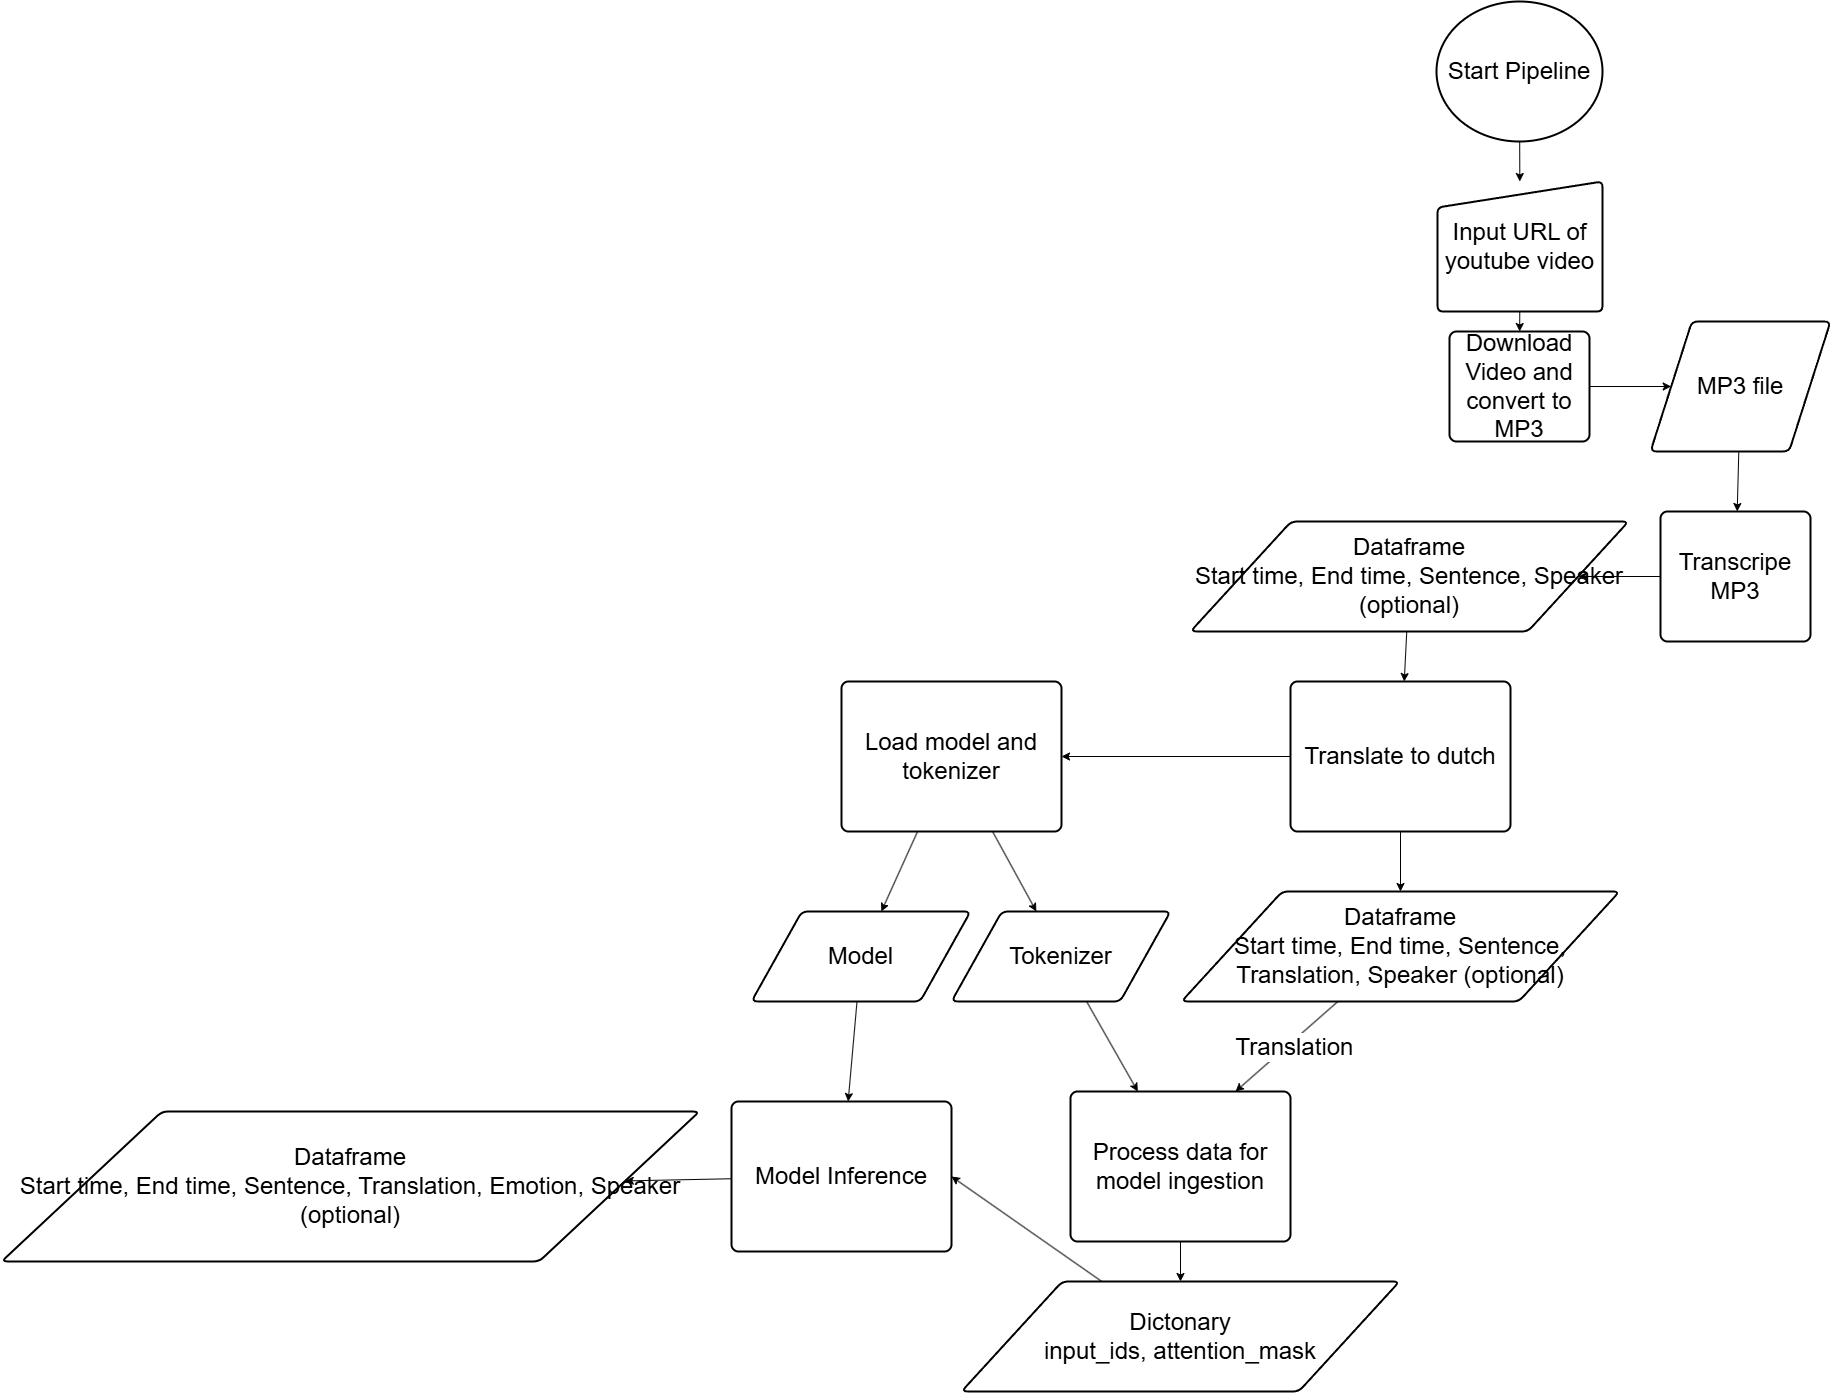 Start Pipeline
Input URL of
youtube video
Download
Video and
convert to
MP3
MP3 file
Transcripe
MP3
Dataframe
Start time, End time, Sentence, Speaker
(optional)
Translate to dutch
Load model and
tokenizer
Model
Tokenizer
Dataframe
Start time, End time, Sentence,
Translation, Speaker (optional)
Translation
Process data for
model ingestion
Model Inference
Dataframe
Start time, End time, Sentence, Translation, Emotion, Speaker
(optional)
Dictonary
input_ids, attention_mask